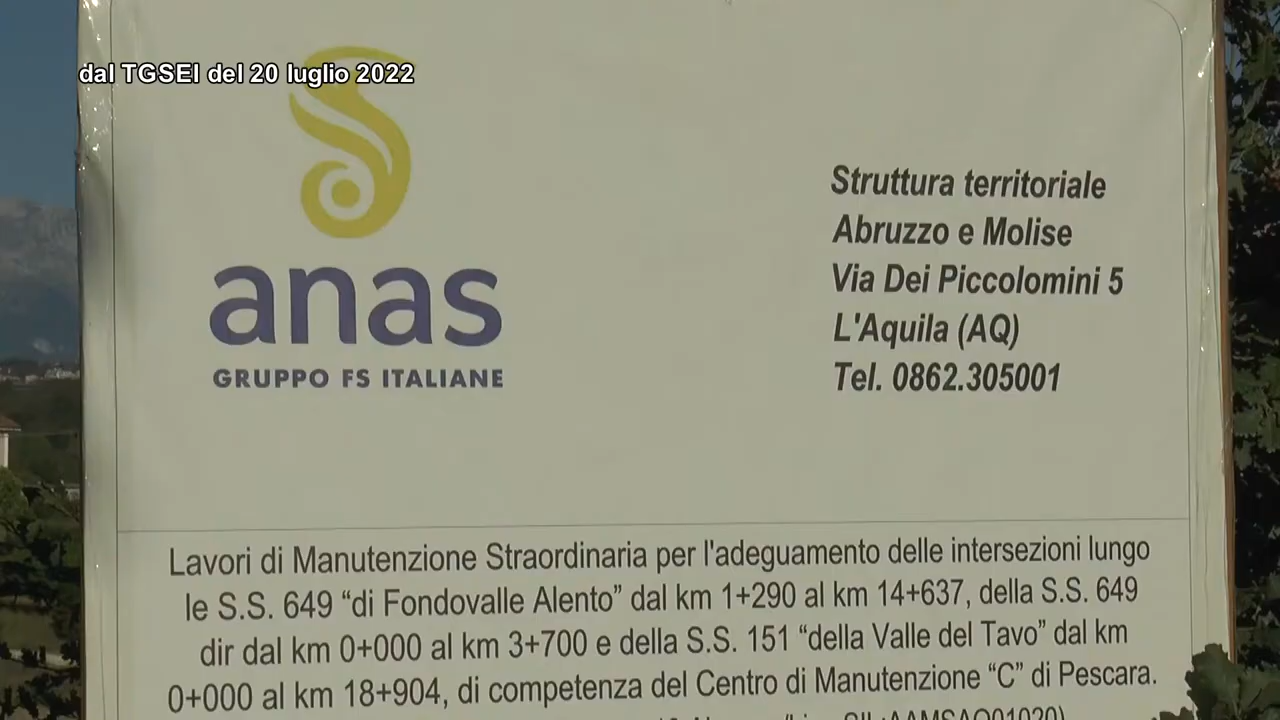 dal TGSEI del 20 luglio 2022
anas
GRUPPO FS ITALIANE
Struttura territoriale
Abruzzo e Molise
Via Dei Piccolomini 5
L'Aquila (AQ)
Tel. 0862.305001
Lavori di Manutenzione Straordinaria per l'adeguamento delle intersezioni lungo
le S.S. 649 “di Fondovalle Alento” dal km 1+290 al km 14+637, della S.S. 649
dir dal km 0+000 al km 3+700 e della S.S. 151 “della Valle del Tavo” dal km
0+000 al km 18+904, di competenza del Centro di Manutenzione “C” di Pescara.